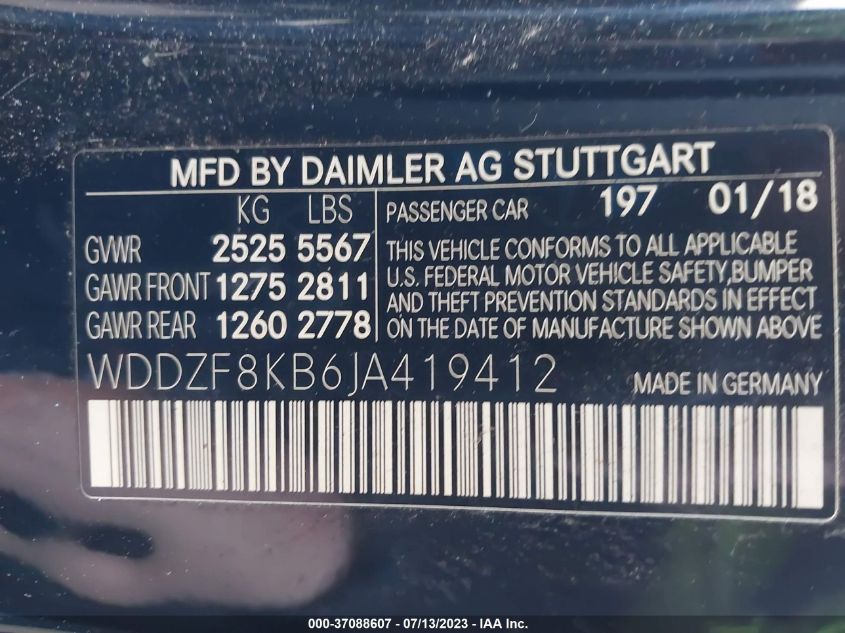 MFD BY DAIMLER AG STUTTGART
KG LBS
GVWR 2525 5567
GAWR FRONT 1275 2811
GAWR REAR 1260 2778
PASSENGER CAR 197 01/18
THIS VEHICLE CONFORMS TO ALL APPLICABLE
U.S. FEDERAL MOTOR VEHICLE SAFETY, BUMPER
AND THEFT PREVENTION STANDARDS IN EFFECT
ON THE DATE OF MANUFACTURE SHOWN ABOVE
WDDZF8KB6JA419412 MADE IN GERMANY
000-37088607 - 07/13/2023 - IAA Inc.